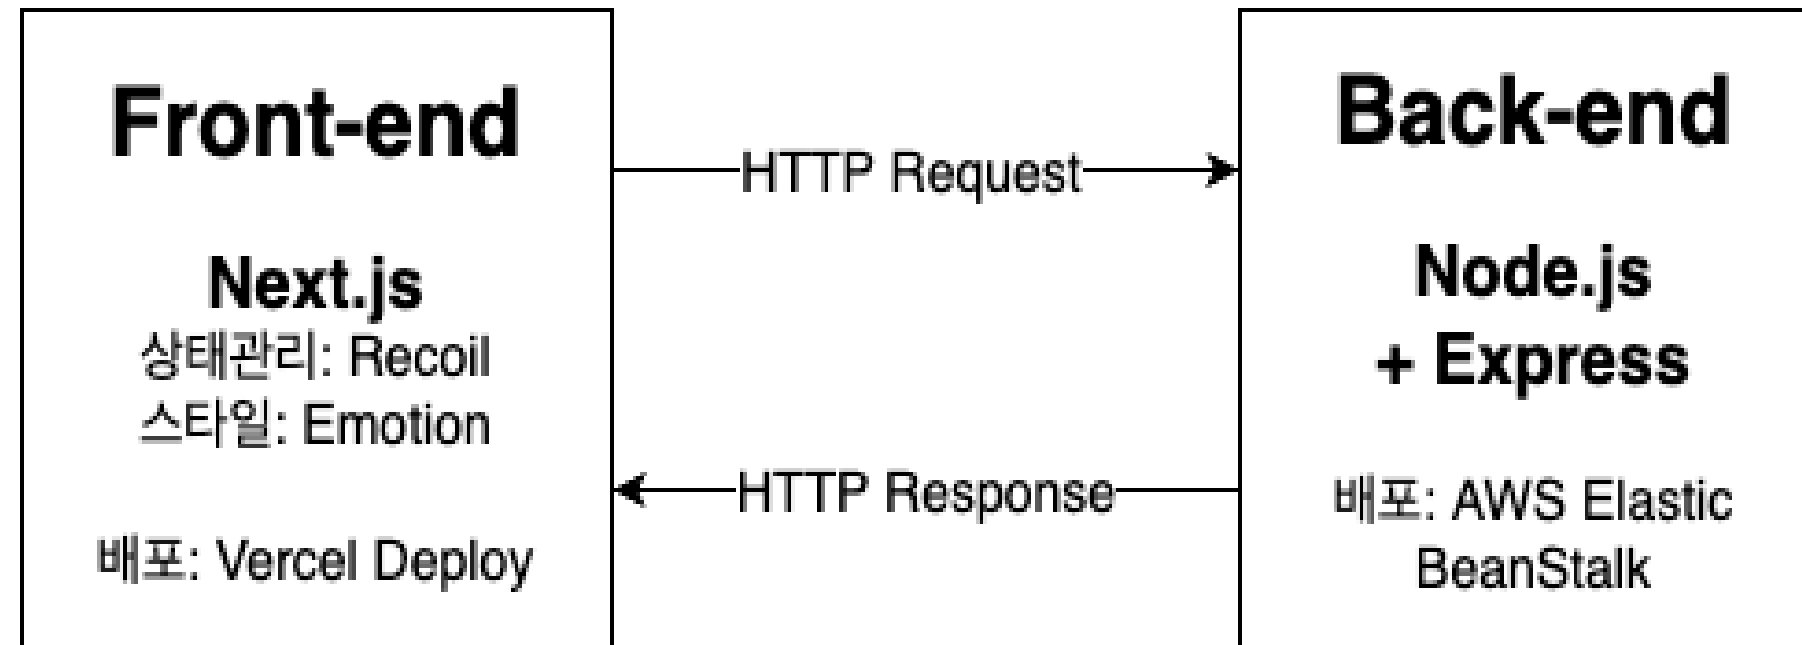 Front-end
Next.js
상태관리: Recoil
스타일: Emotion
배포: Vercel Deploy
HTTP Request
HTTP Response
Back-end
Node.js
+ Express
배포: AWS Elastic
BeanStalk